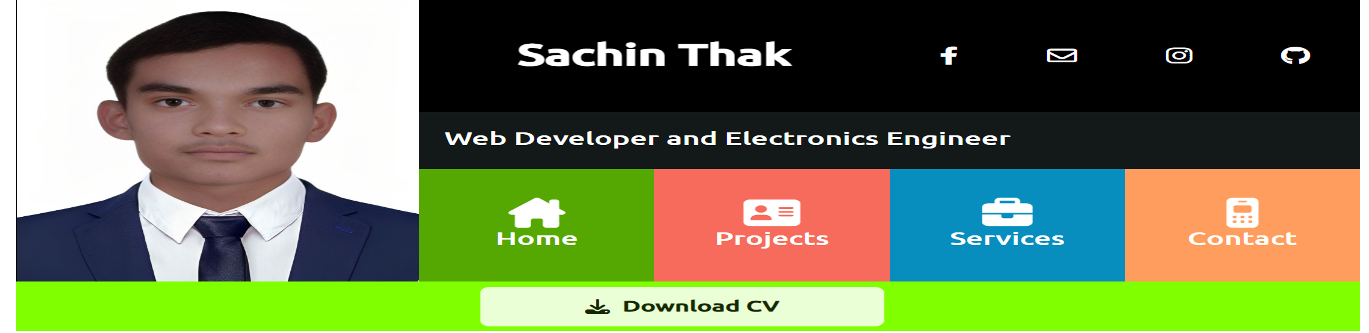 Sachin Thak
Web Developer and Electronics Engineer
Home
Projects
Services
Contact
Download CV